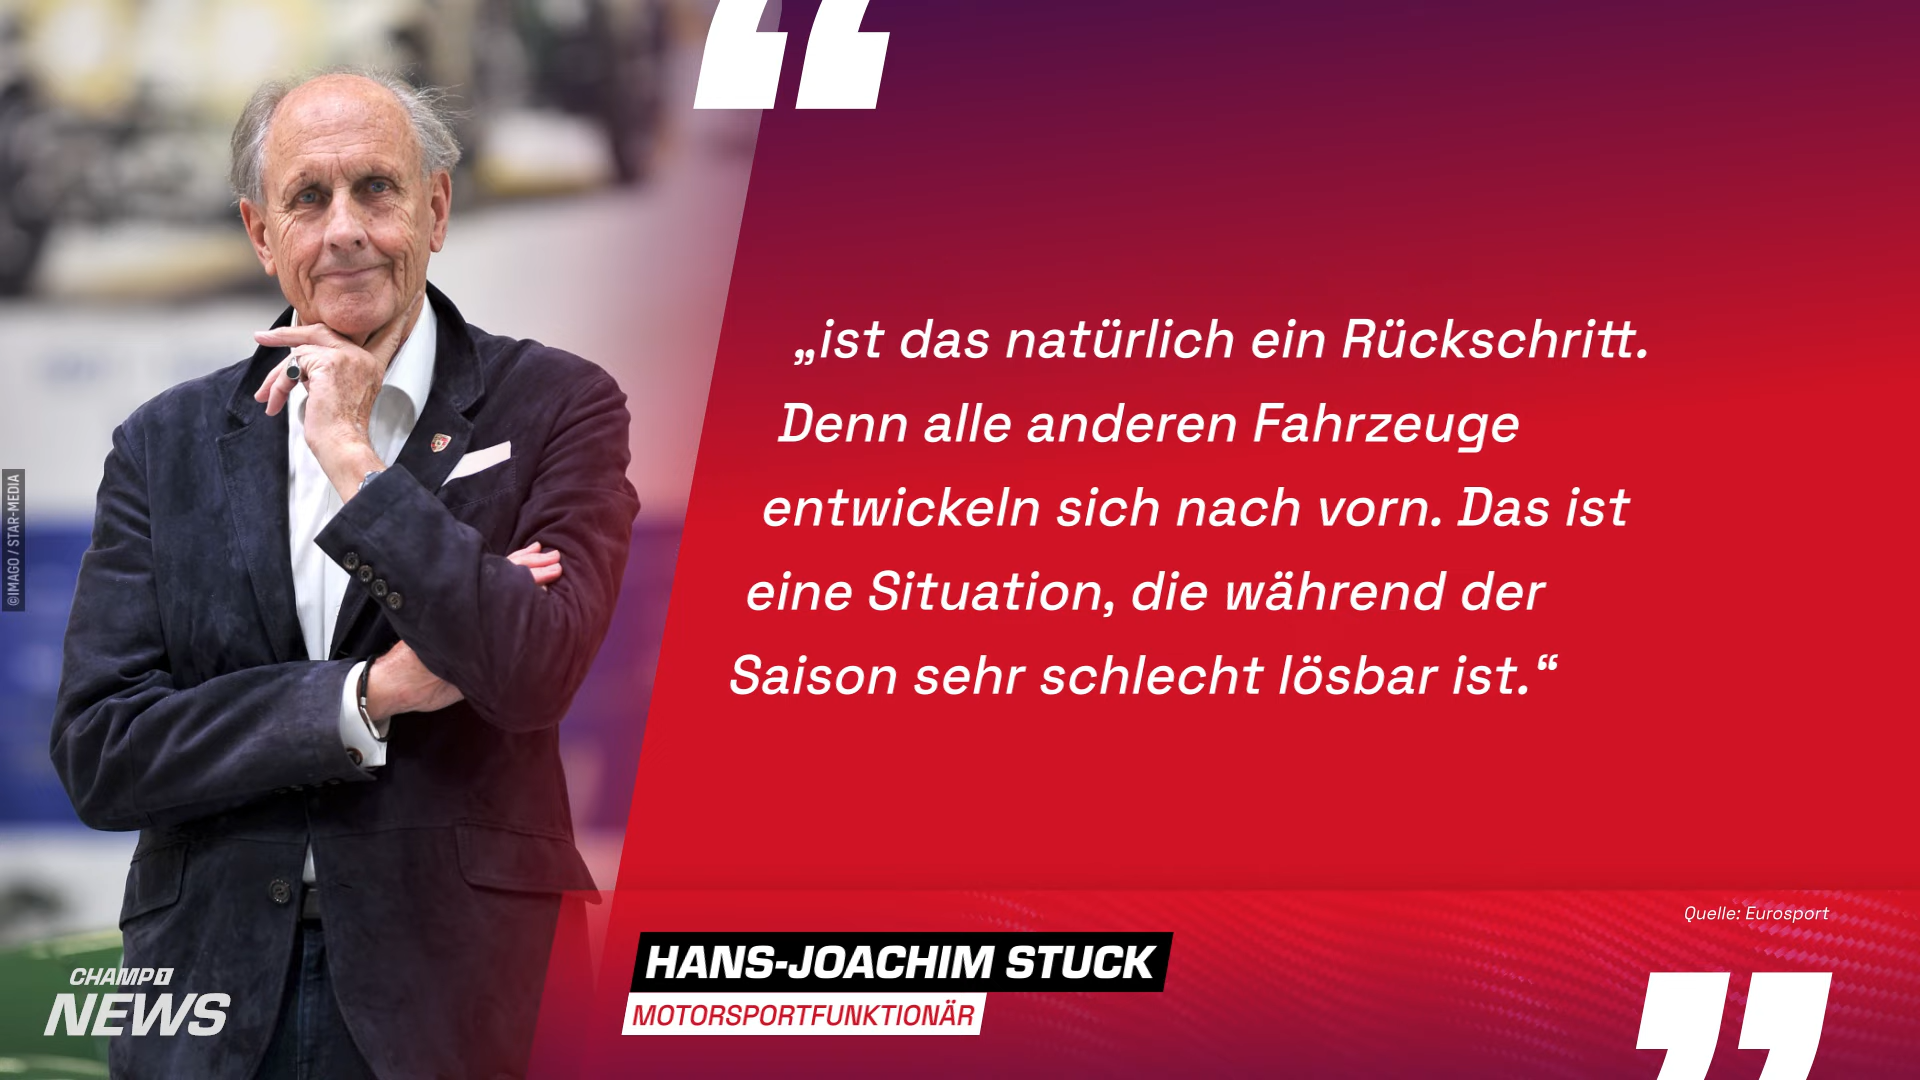 „ist das natürlich ein Rückschritt.
Denn alle anderen Fahrzeuge
entwickeln sich nach vorn. Das ist
eine Situation, die während der
Saison sehr schlecht lösbar ist.“
Quelle: Eurosport
HANS-JOACHIM STUCK
MOTORSPORTFUNKTIONÄR
CHAMP1
NEWS
©IMAGO / STAR-MEDIA